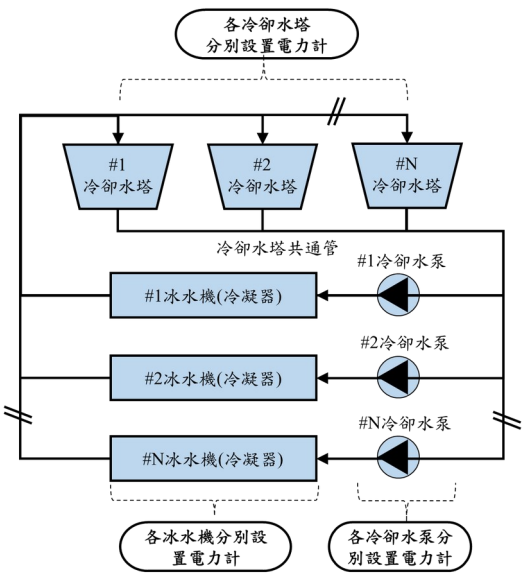 各冷卻水塔
分別設置電力計
#1
冷卻水塔
#2
冷卻水塔
#N
冷卻水塔
冷卻水塔共通管
#1冷卻水泵
#1冰水機(冷凝器)
#2冷卻水泵
#2冰水機(冷凝器)
#N冷卻水泵
#N冰水機(冷凝器)
各冰水機分別設
置電力計
各冷卻水泵分
別設置電力計